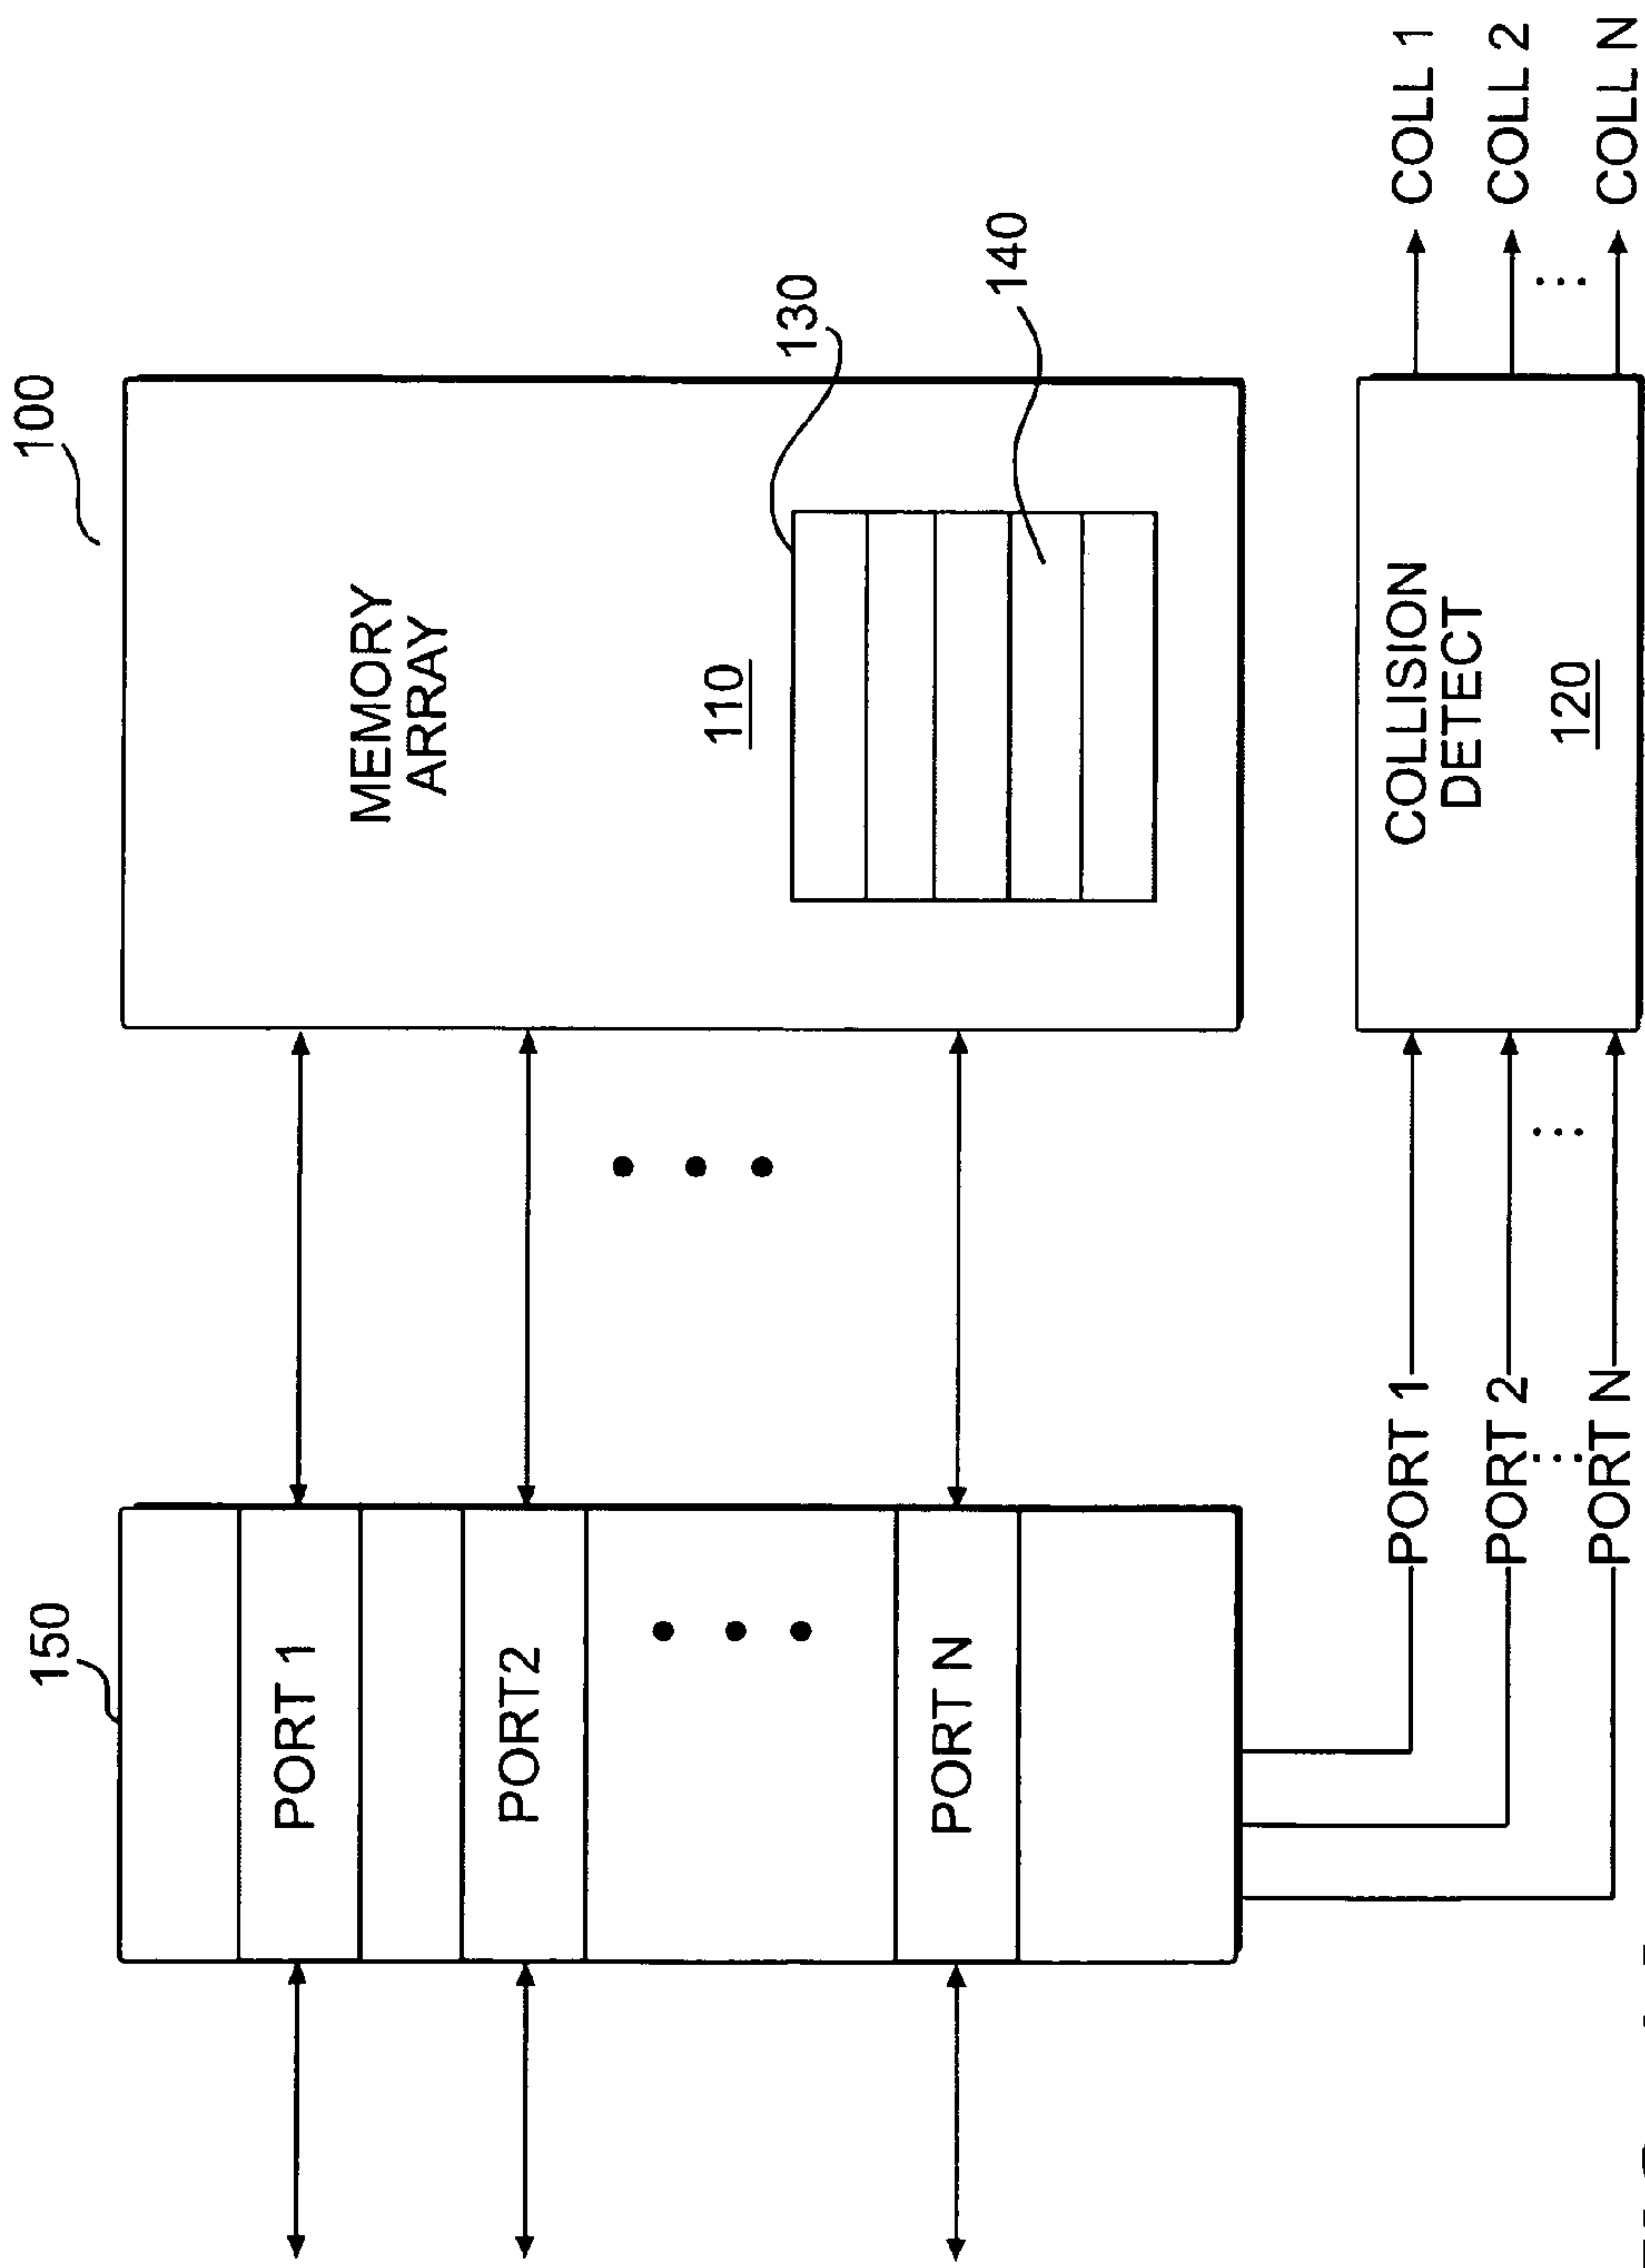 100
150
MEMORY
ARRAY
PORT 1
PORT2
PORT N
110
130
140
COLLISION
DETECT
120
PORT 1
PORT 2
PORT N
COLL 1
COLL 2
COLL N